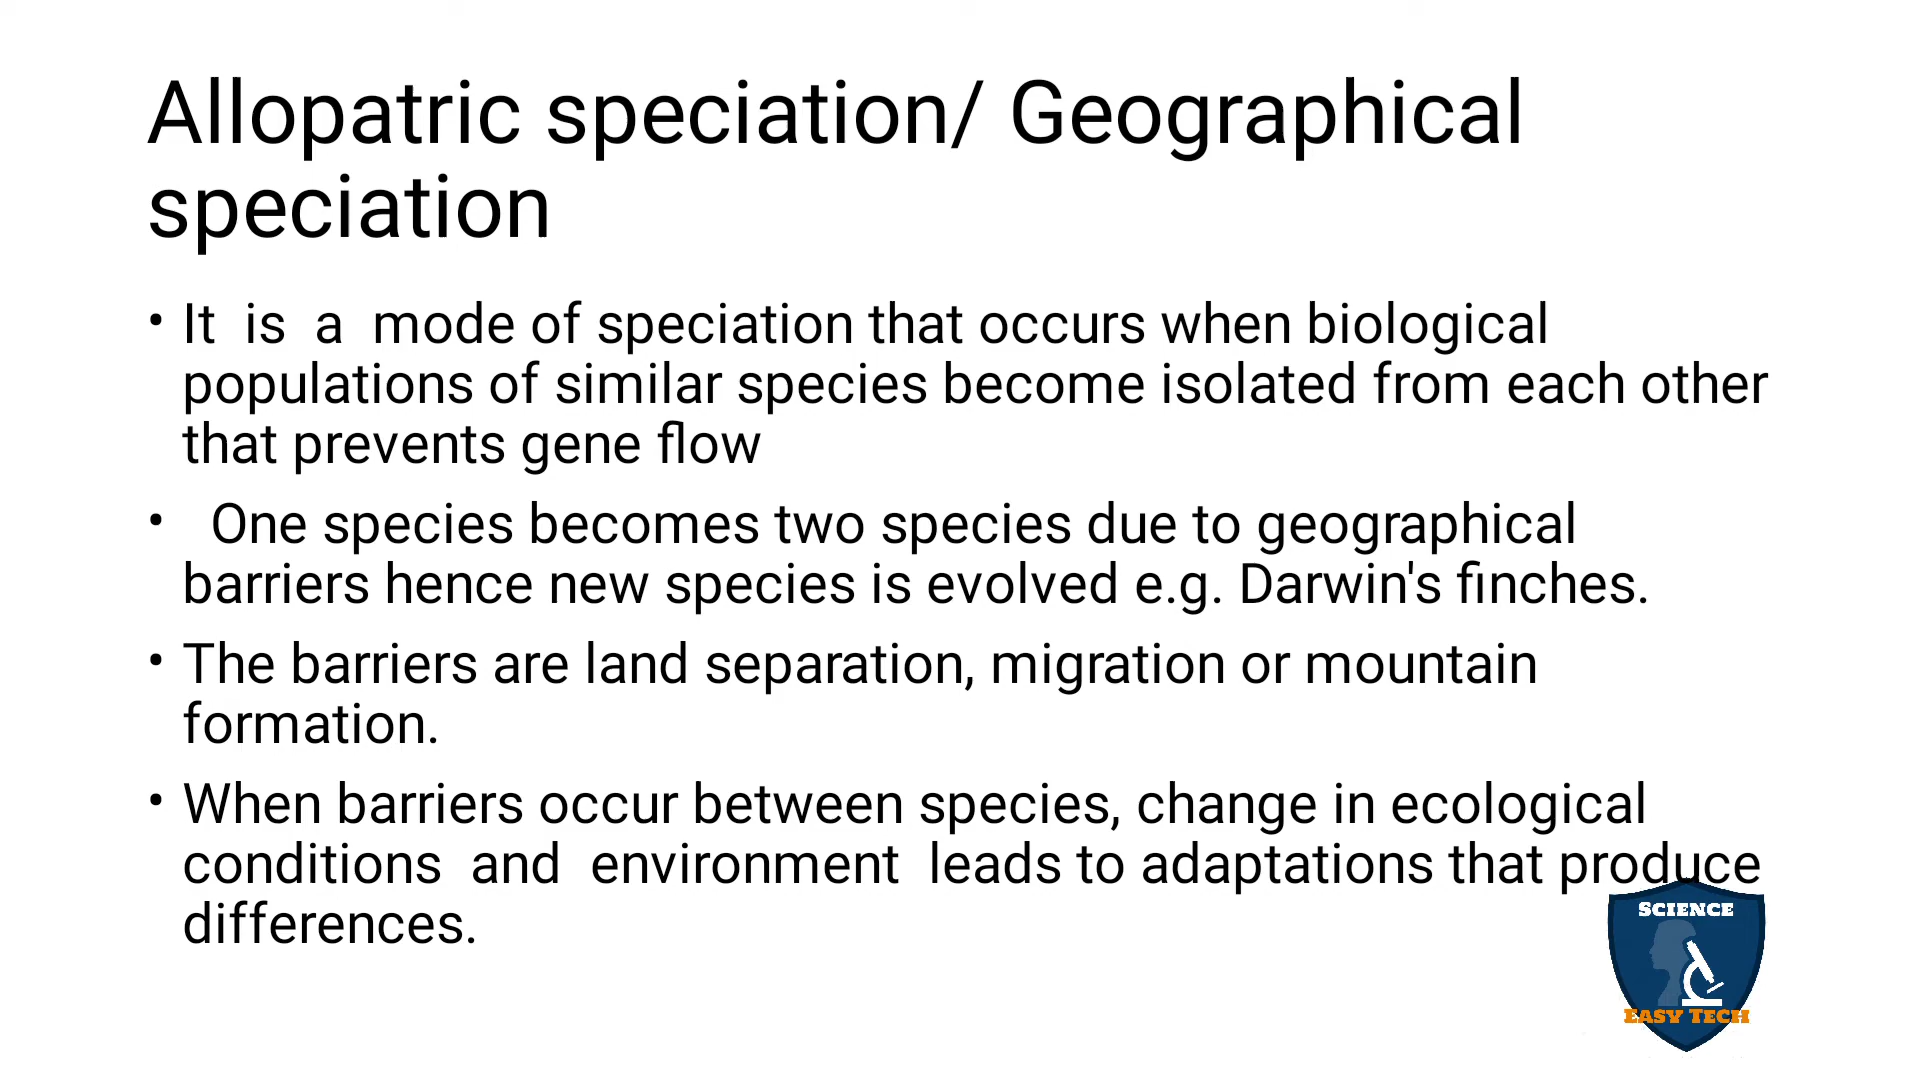 Allopatric speciation/ Geographical
speciation
• It is a mode of speciation that occurs when biological
populations of similar species become isolated from each other
that prevents gene flow
• One species becomes two species due to geographical
barriers hence new species is evolved e.g. Darwin's finches.
• The barriers are land separation, migration or mountain
formation.
• When barriers occur between species, change in ecological
conditions and environment leads to adaptations that produce
differences.
SCIENCE
EASY TECH